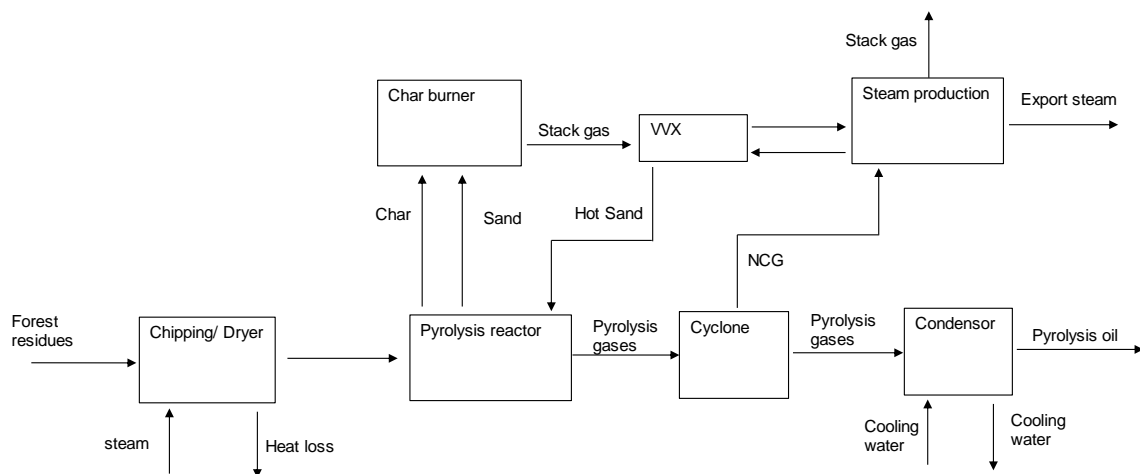 Stack gas
Char burner
Steam production
Export steam
Stack gas
VVX
Char
Sand
Hot Sand
NCG
Forest
residues
Chipping/ Dryer
Pyrolysis reactor
Pyrolysis
gases
Cyclone
Pyrolysis
gases
Condensor
Pyrolysis oil
steam
Heat loss
Cooling
water
Cooling
water